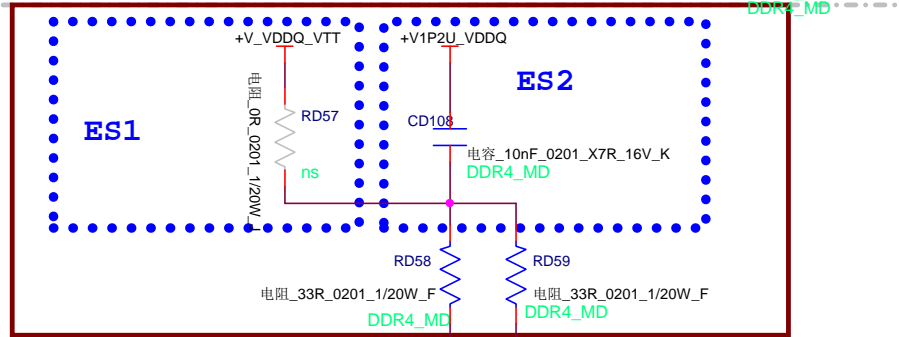 DDR4_MD
+V_VDDQ_VTT
+V1P2U_VDDQ
ES2
电阻_0R_0201_1/20W_J
RD57
CD108
ES1
电容_10nF_0201_X7R_16V_K
ns
DDR4_MD
RD58
RD59
电阻_33R_0201_1/20W_F
电阻_33R_0201_1/20W_F
DDR4_MD
DDR4_MD